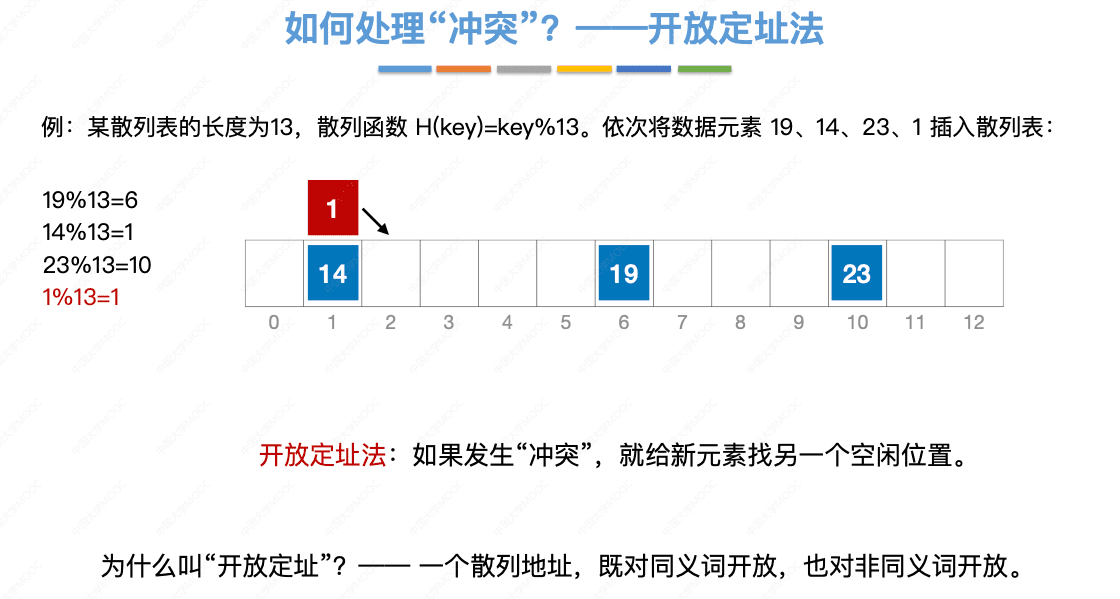 如何处理“冲突”？——开放定址法
例：某散列表的长度为13，散列函数 H(key)=key%13。依次将数据元素 19、14、23、1 插入散列表：
19%13=6
14%13=1
23%13=10
1%13=1
1
14 19 23
0 1 2 3 4 5 6 7 8 9 10 11 12
开放定址法：如果发生“冲突”，就给新元素找另一个空闲位置。
为什么叫“开放定址”？—— 一个散列地址，既对同义词开放，也对非同义词开放。